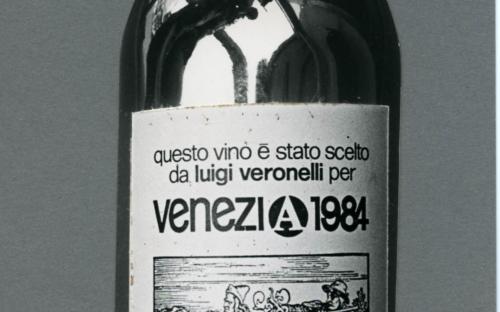 questo vino ē stato scelto
da luigi veronelli per
veneziA 1984